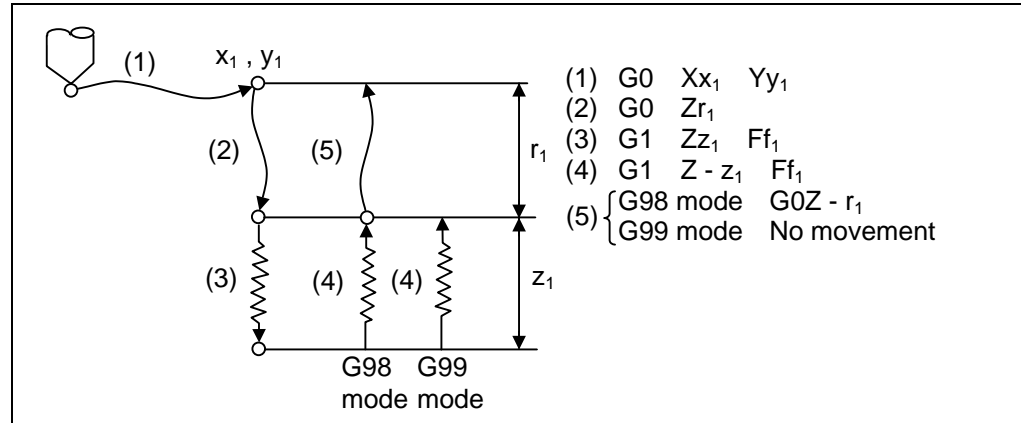 (1)
x₁ , y₁
(2)
(5)
r₁
(3)
(4)
(4)
z₁
G98
mode
G99
mode
(1) G0 Xx₁ Yy₁
(2) G0 Zr₁
(3) G1 Zz₁ Ff₁
(4) G1 Z - z₁ Ff₁
(5) G98 mode G0Z - r₁
G99 mode No movement